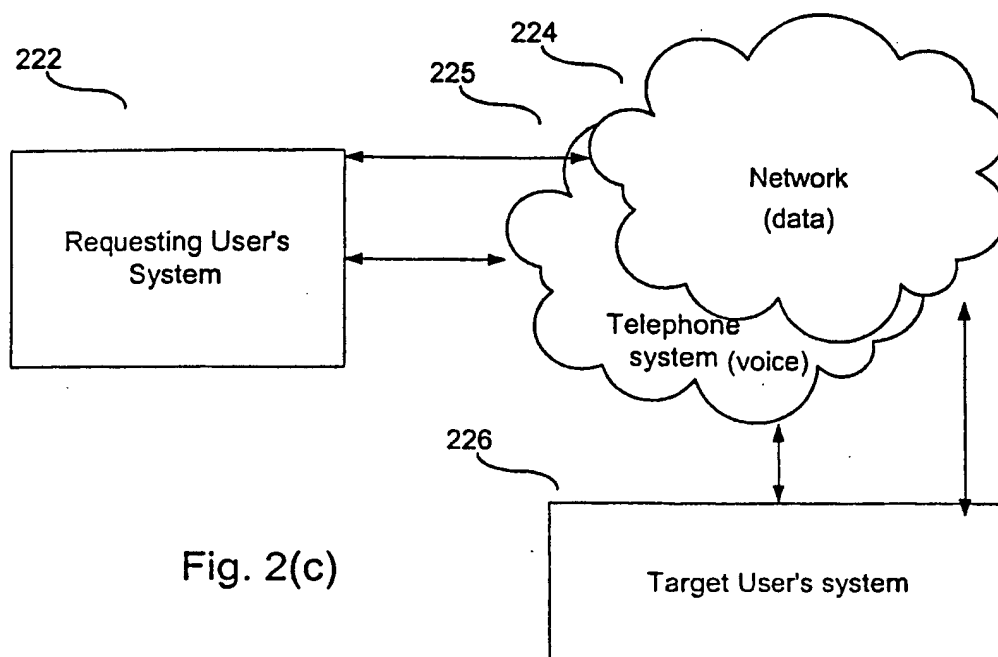 222
225
224
Requesting User's
System
Network
(data)
Telephone
system (voice)
226
Fig. 2(c)
Target User's system